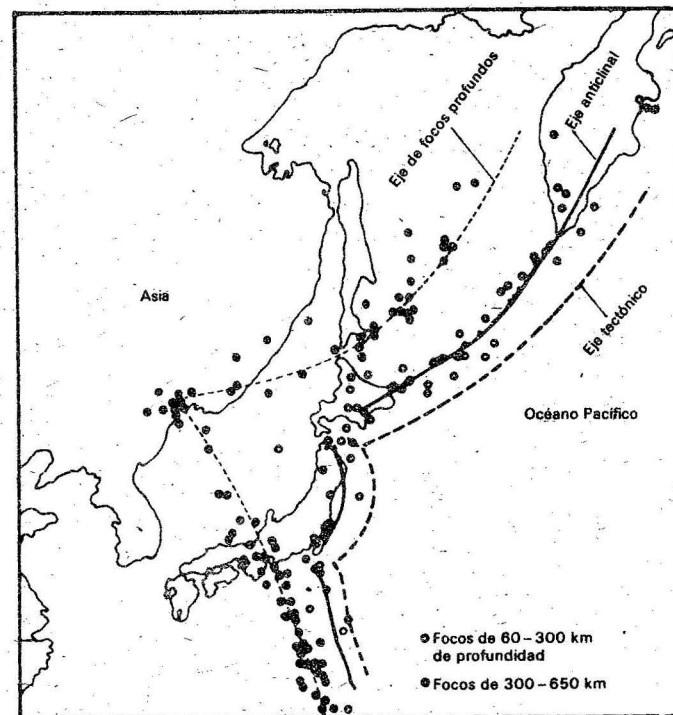 Eje de focos profundos
Eje anticlinal
Eje tectónico
Asia
Océano Pacífico
Focos de 60–300 km
de profundidad
Focos de 300–650 km